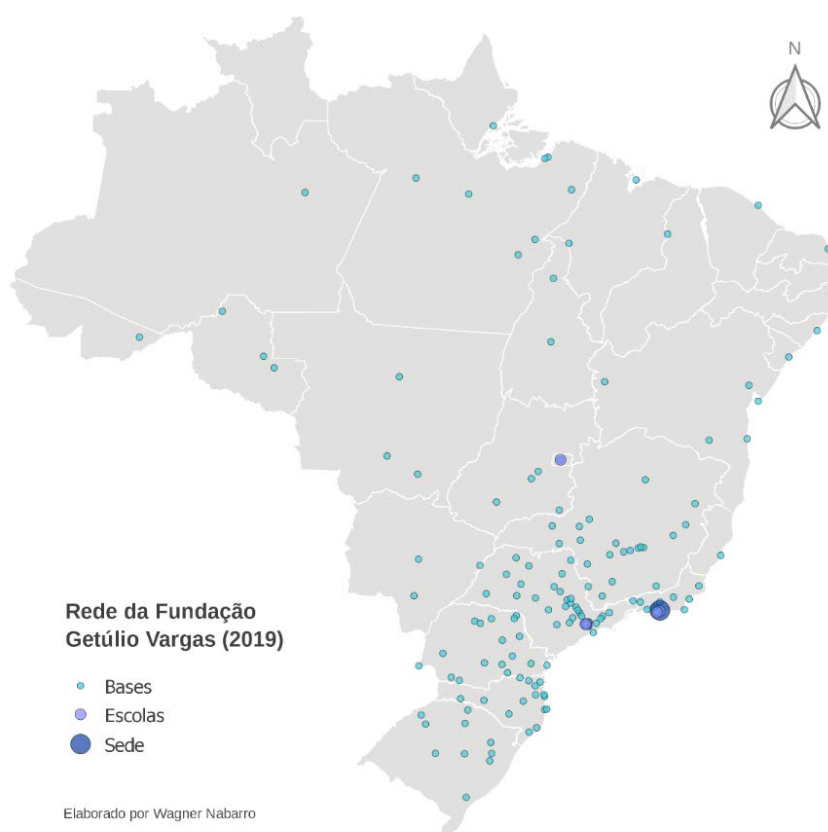 N
Rede da Fundação
Getúlio Vargas (2019)
Bases
Escolas
Sede
Elaborado por Wagner Nabarro